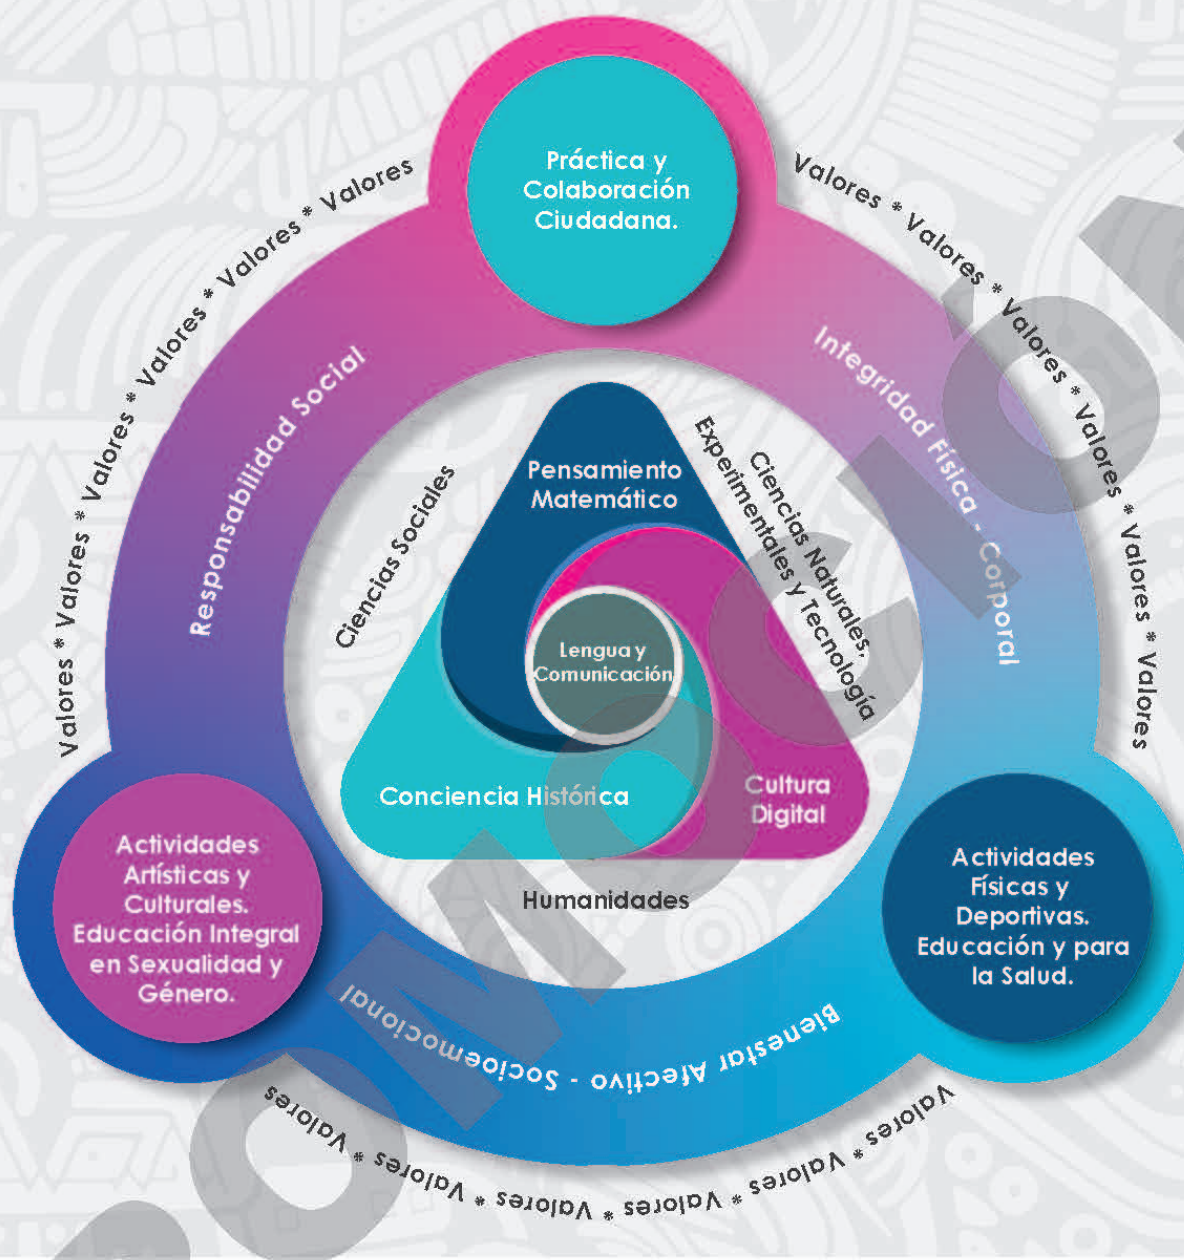 Práctica y
Colaboración
Ciudadana.
Valores * Valores * Valores * Valores * Valores * Valores
Valores * Valores * Valores * Valores * Valores * Valores
Responsabilidad Social
Integridad Física - Corporal
Ciencias Sociales
Ciencias Naturales,
Experimentales y Tecnología
Pensamiento
Matemático
Lengua y
Comunicación
Conciencia Histórica
Cultura
Digital
Humanidades
Actividades
Artísticas y
Culturales.
Educación Integral
en Sexualidad y
Género.
Actividades
Físicas y
Deportivas.
Educación y para
la Salud.
Bienestar Afectivo - Socioemocional
Valores * Valores * Valores * Valores * Valores * Valores